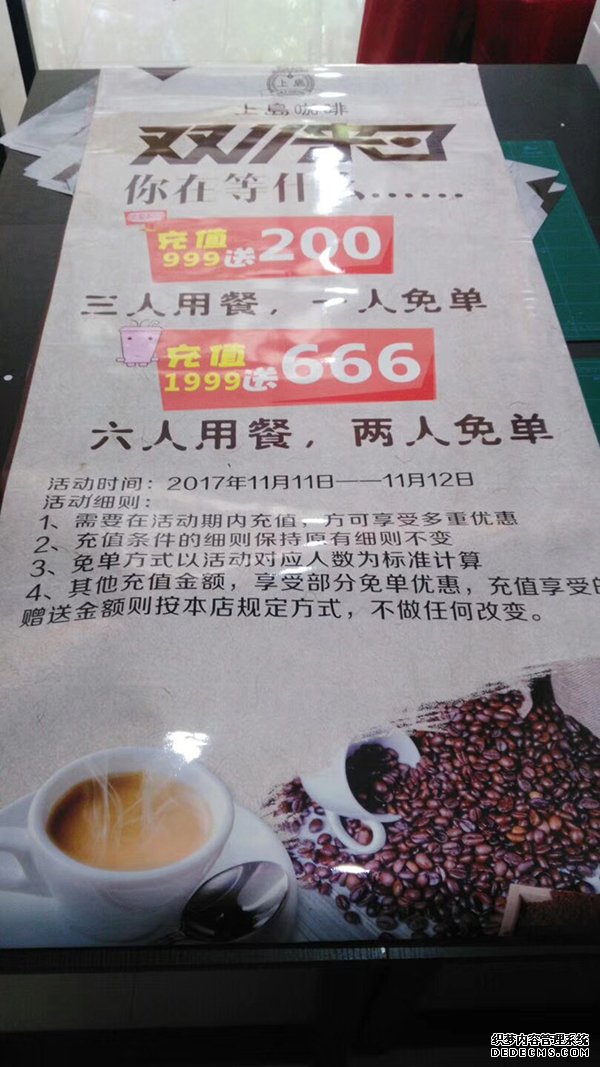 上島
上島咖啡
双11来啦
你在等什么.......
充值
999送200
三人用餐，一人免单
充值
1999送666
六人用餐，两人免单
活动时间：2017年11月11日——11月12日
活动细则：
1、需要在活动期内充值，方可享受多重优惠
2、充值条件的细则保持原有细则不变
3、免单方式以活动对应人数为标准计算
4、其他充值金额，享受部分免单优惠，充值享受的
赠送金额则按本店规定方式，不做任何改变。
织梦内容管理系统
DEDECMS.COM